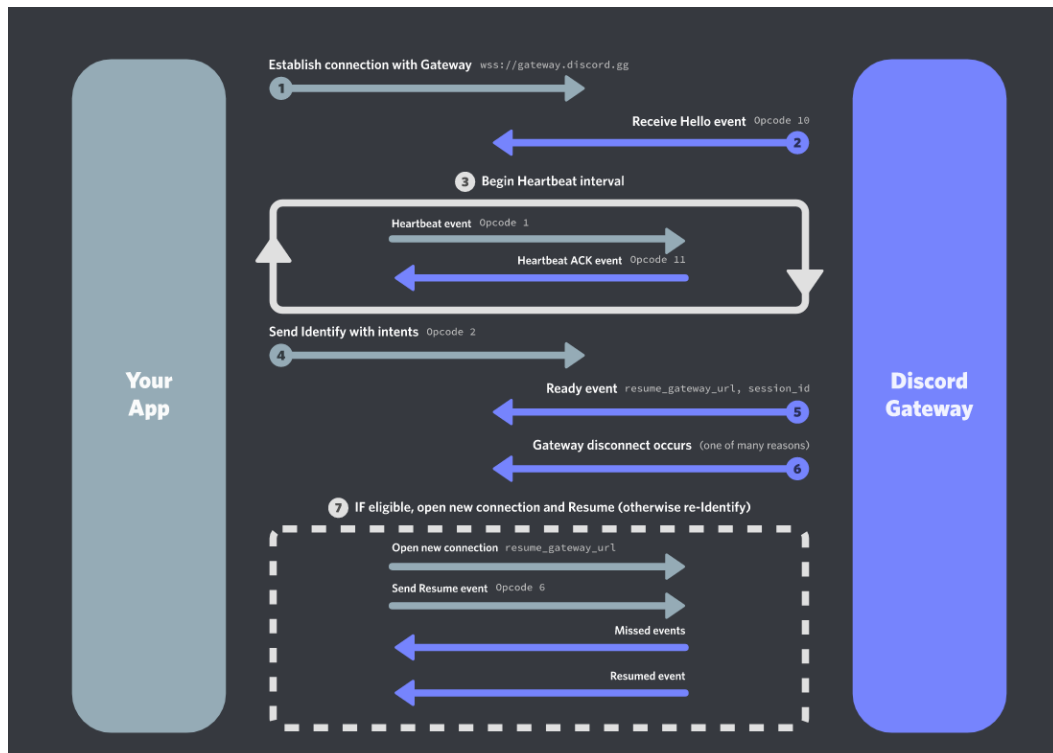 Establish connection with Gateway wss://gateway.discord.gg
1
Receive Hello event Opcode 10
2
3 Begin Heartbeat interval
Heartbeat event Opcode 1
Heartbeat ACK event Opcode 11
Send Identify with intents Opcode 2
4
Your
App
Discord
Gateway
Ready event resume_gateway_url, session_id
5
Gateway disconnect occurs (one of many reasons)
6
7 IF eligible, open new connection and Resume (otherwise re-Identify)
Open new connection resume_gateway_url
Send Resume event Opcode 6
Missed events
Resumed event